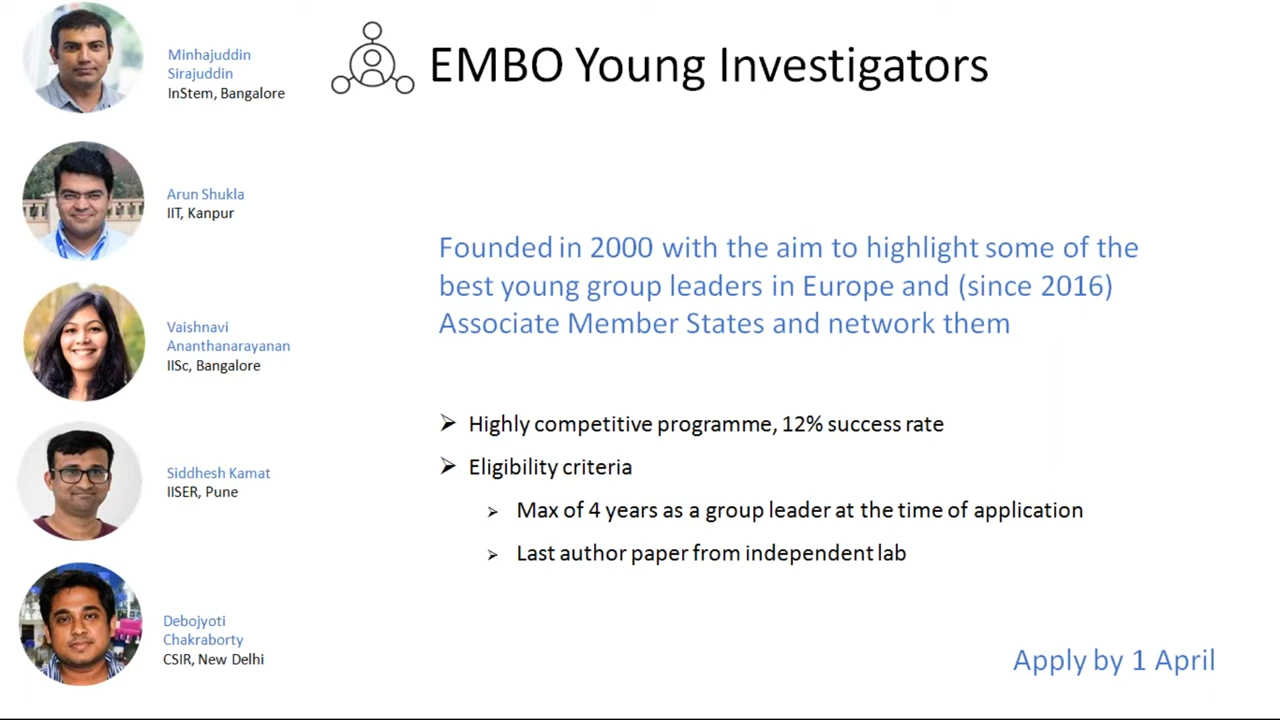 Minhajuddin
Sirajuddin
InStem, Bangalore
EMBO Young Investigators
Arun Shukla
IIT, Kanpur
Vaishnavi
Ananthanarayanan
IISc, Bangalore
Siddhesh Kamat
IISER, Pune
Debojyoti
Chakraborty
CSIR, New Delhi
Founded in 2000 with the aim to highlight some of the
best young group leaders in Europe and (since 2016)
Associate Member States and network them
Highly competitive programme, 12% success rate
Eligibility criteria
Max of 4 years as a group leader at the time of application
Last author paper from independent lab
Apply by 1 April